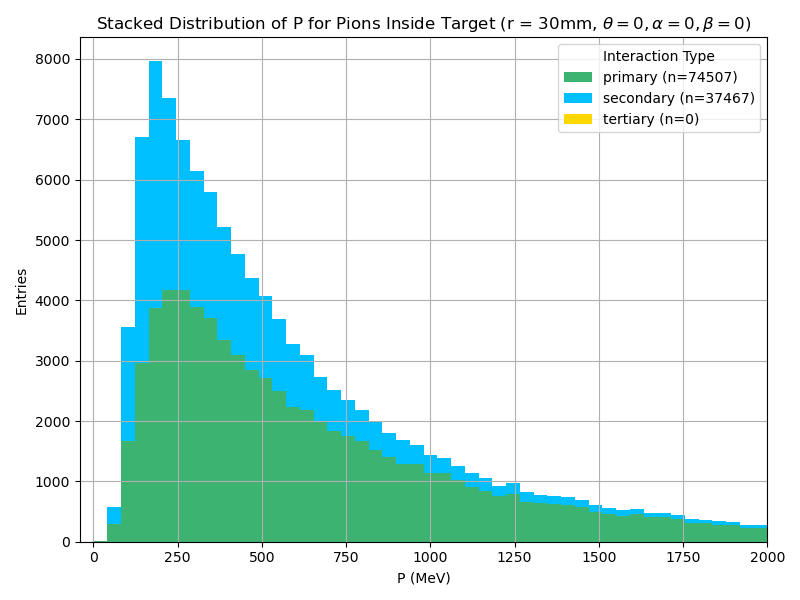 Stacked Distribution of P for Pions Inside Target (r = 30mm, θ = 0, α = 0, β = 0)
Interaction Type
primary (n=74507)
secondary (n=37467)
tertiary (n=0)
8000
7000
6000
5000
4000
3000
2000
1000
0
Entries
0 250 500 750 1000 1250 1500 1750 2000
P (MeV)